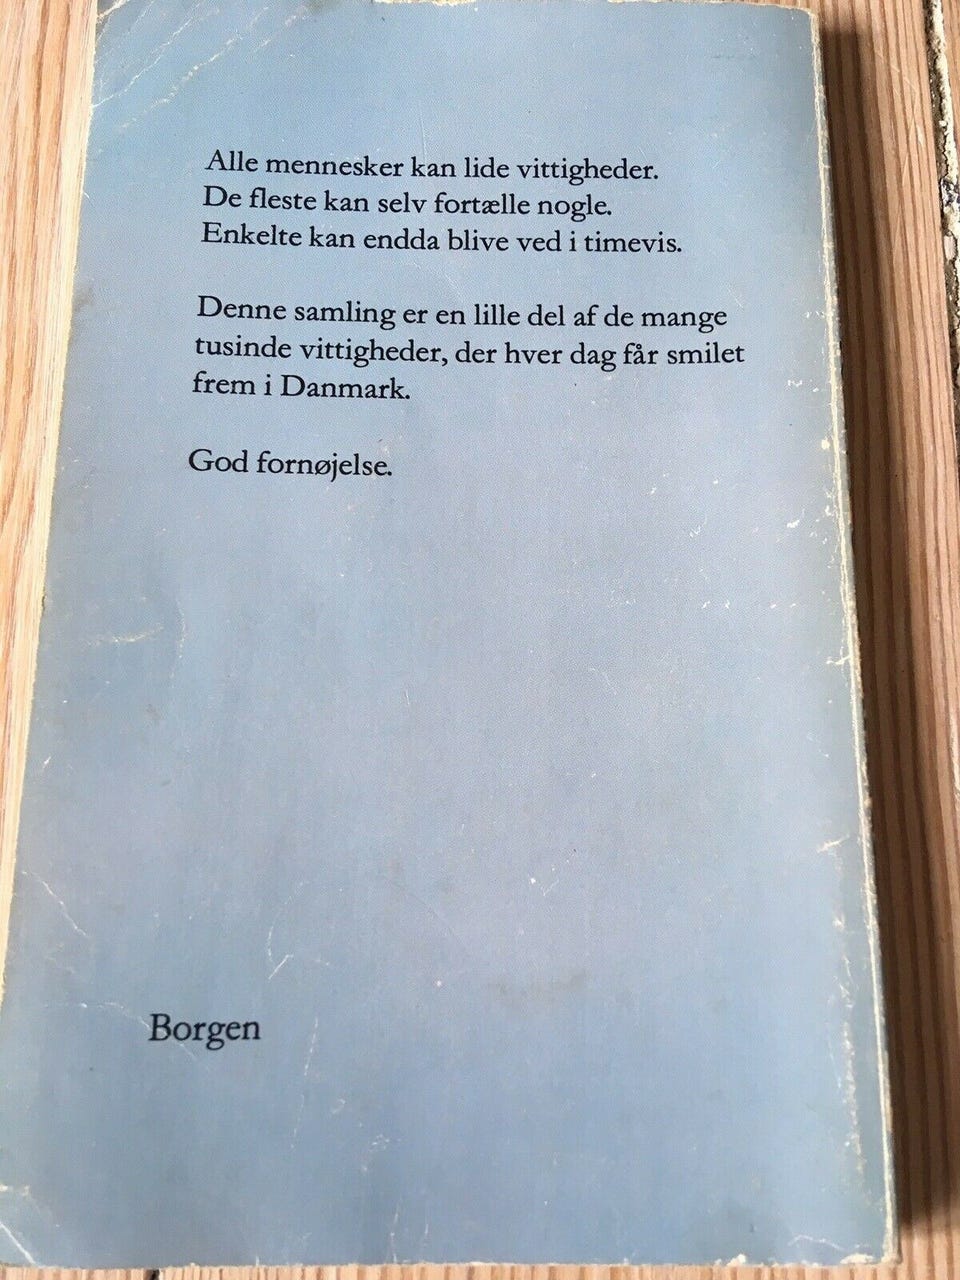 Alle mennesker kan lide vittigheder.
De fleste kan selv fortælle nogle.
Enkelte kan endda blive ved i timevis.
Denne samling er en lille del af de mange
tusinde vittigheder, der hver dag får smilet
frem i Danmark.
God fornøjelse.
Borgen